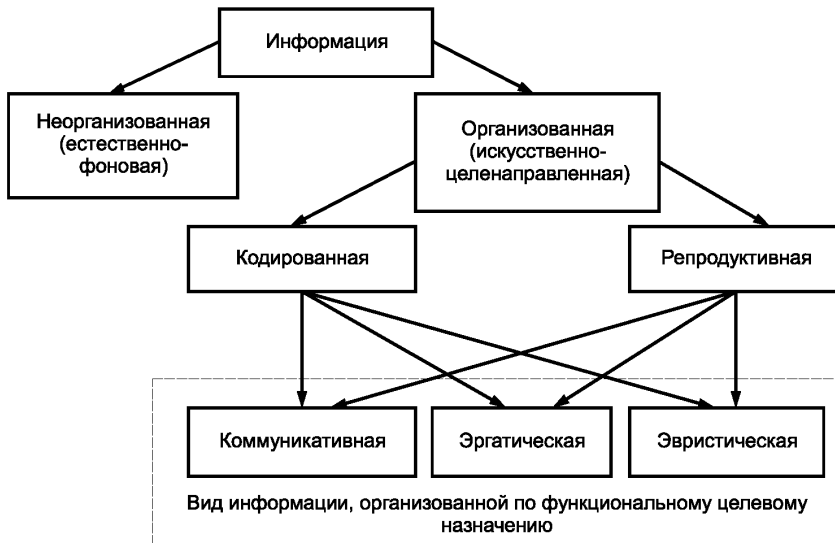 Информация
Неорганизованная
(естественно-
фоновая)
Организованная
(искусственно-
целенаправленная)
Кодированная
Репродуктивная
Коммуникативная
Эргатическая
Эвристическая
Вид информации, организованной по функциональному целевому
назначению